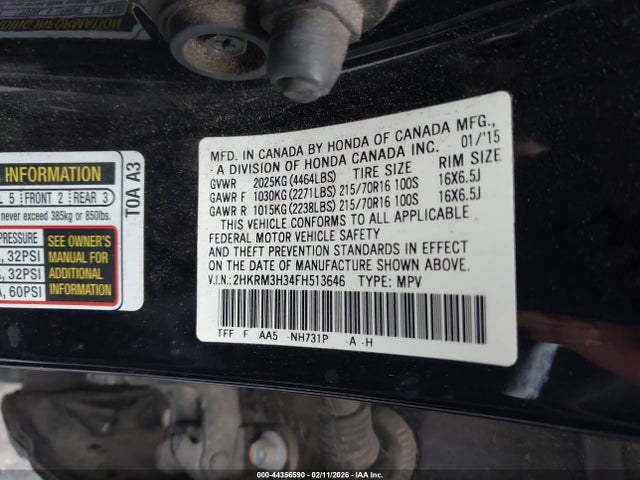 MFD. IN CANADA BY HONDA OF CANADA MFG.,
A DIVISION OF HONDA CANADA INC. 01/'15
GVWR 2025KG (4464LBS) TIRE SIZE RIM SIZE
GAWR F 1030KG (2271LBS) 215/70R16 100S 16X6.5J
GAWR R 1015KG (2238LBS) 215/70R16 100S 16X6.5J
THIS VEHICLE CONFORMS TO ALL APPLICABLE
FEDERAL MOTOR VEHICLE SAFETY
AND THEFT PREVENTION STANDARDS IN EFFECT
ON THE DATE OF MANUFACTURE SHOWN ABOVE.
V.I.N.: 2HKRM3H34FH513646 TYPE: MPV
TFF F AA5 -NH731P -A -H
INFORMATION
5 FRONT 2 REAR 3
never exceed 385kg or 850lbs.
PRESSURE
32PSI
32PSI
60PSI
SEE OWNER'S
MANUAL FOR
ADDITIONAL
INFORMATION
T0A A3
000-44356590 - 02/11/2026 - IAA Inc.